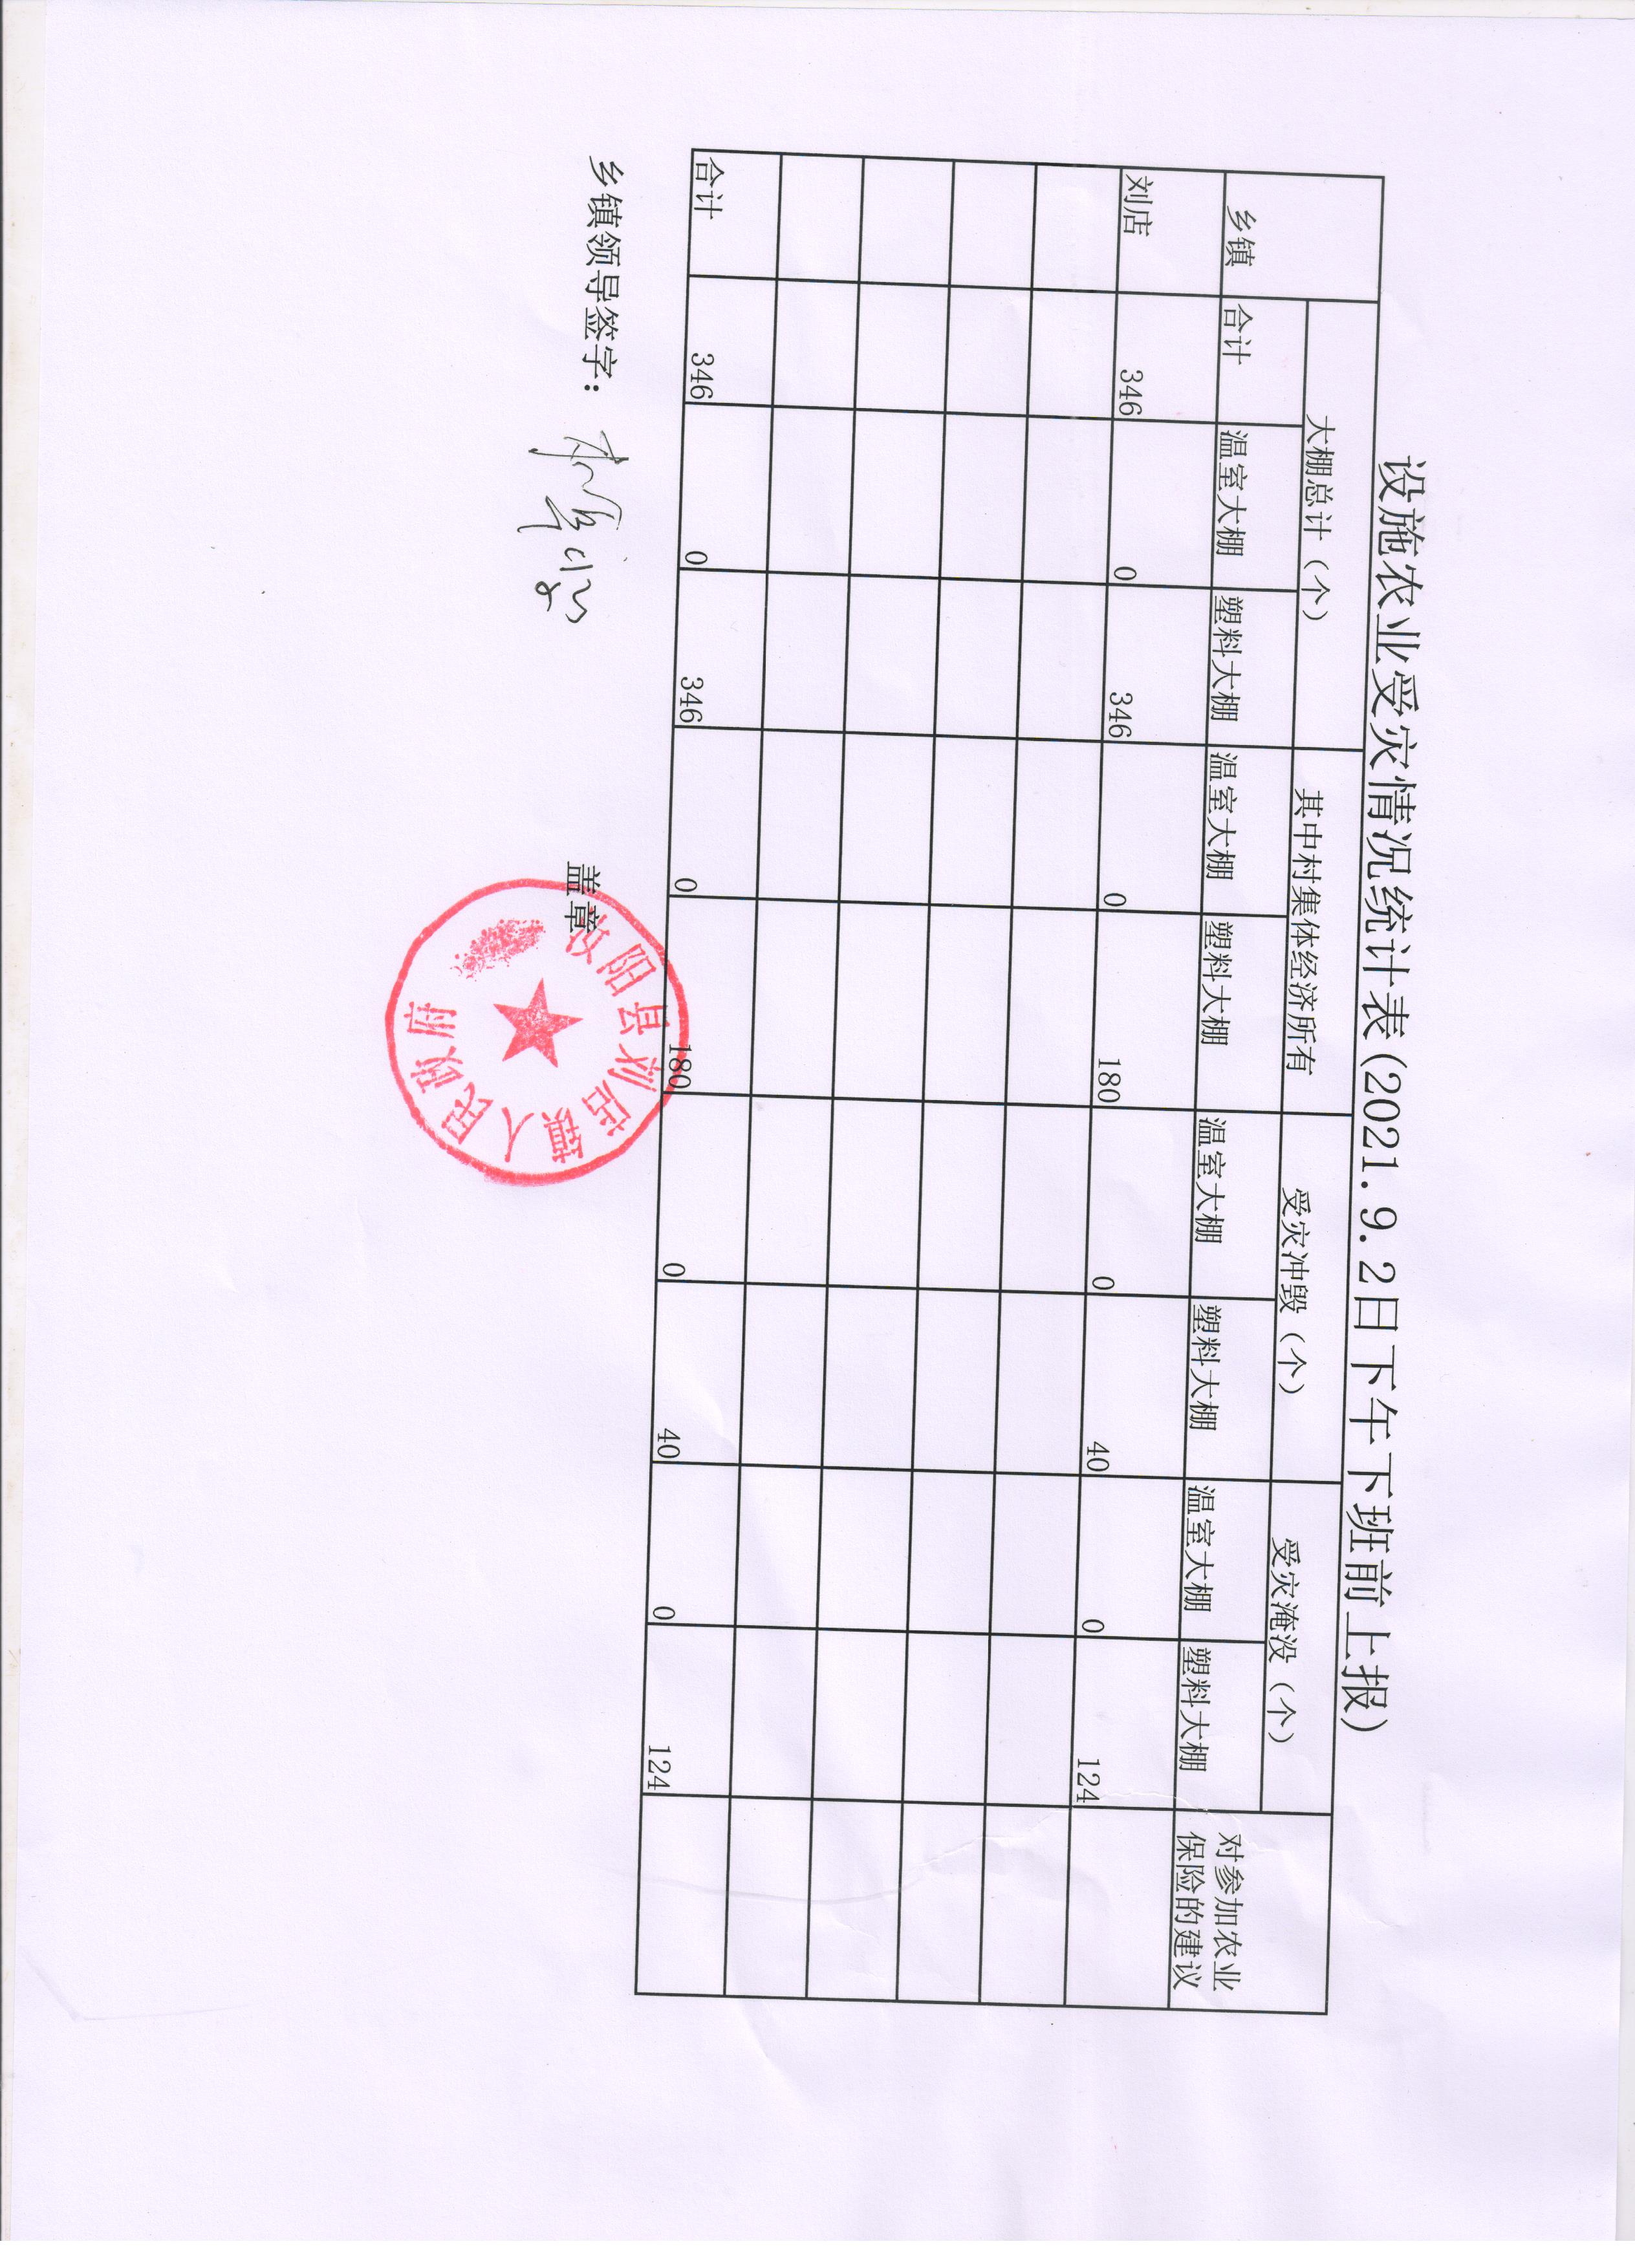 设施农业受灾情况统计表(2021.9.2日下午下班前上报)
乡镇 大棚总计(个) 其中村集体经济所有 受灾冲毁(个) 受灾淹没(个) 对参加农业保险的建议
合计 温室大棚 塑料大棚 温室大棚 塑料大棚 温室大棚 塑料大棚 温室大棚 塑料大棚
刘店 346 0 346 0 180 0 40 0 124
合计 346 0 346 0 180 0 40 0 124
乡镇领导签字: 盖章
县刘店镇人民政府